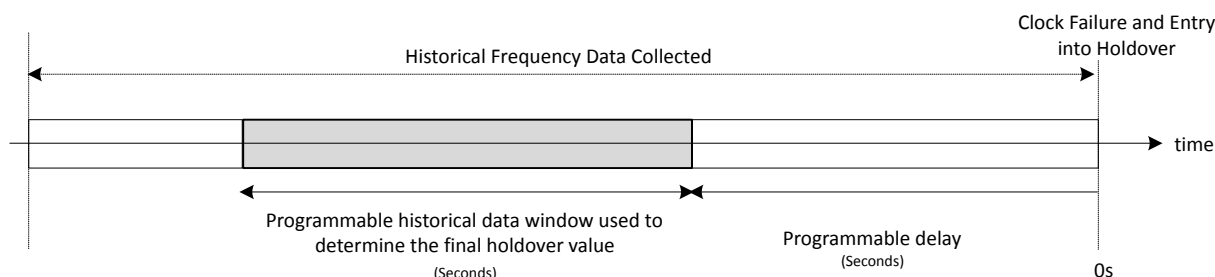 Clock Failure and Entry
into Holdover
Historical Frequency Data Collected
time
Programmable historical data window used to
determine the final holdover value
(Seconds)
Programmable delay
(Seconds)
0s